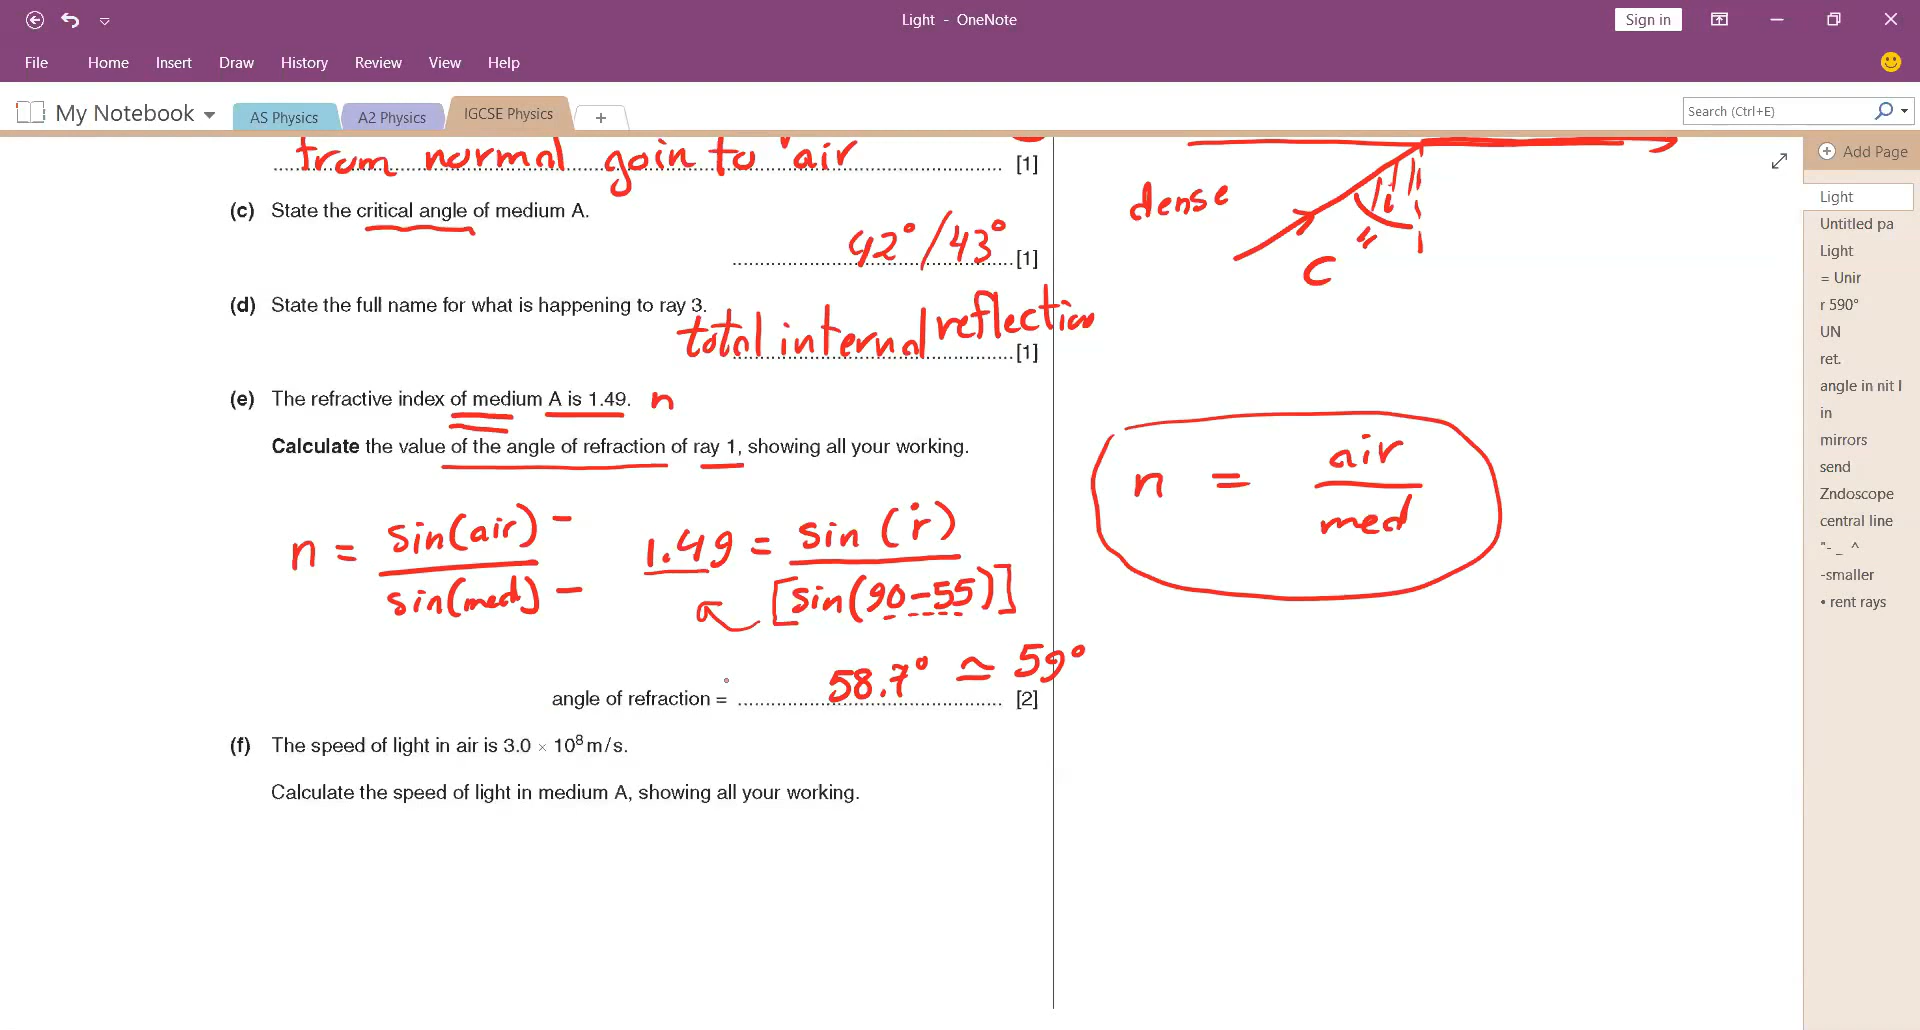 Light - OneNote
Sign in
File Home Insert Draw History Review View Help
My Notebook AS Physics A2 Physics IGCSE Physics +
Search (Ctrl+E)
from normal goin to air [1]
(c) State the critical angle of medium A.
42° / 43° [1]
(d) State the full name for what is happening to ray 3.
total internal reflection [1]
(e) The refractive index of medium A is 1.49. n
Calculate the value of the angle of refraction of ray 1, showing all your working.
n = sin(air) / sin(med)
1.49 = sin (r) / [sin(90-55)]
angle of refraction = 58.7° ≃ 59° [2]
(f) The speed of light in air is 3.0 × 10⁸ m/s.
Calculate the speed of light in medium A, showing all your working.
dense
i
C
n = air / med
Add Page
Light
Untitled pa
Light
= Unir
r 590°
UN
ret.
angle in nit I
in
mirrors
send
Zndoscope
central line
"- _ ^
-smaller
• rent rays